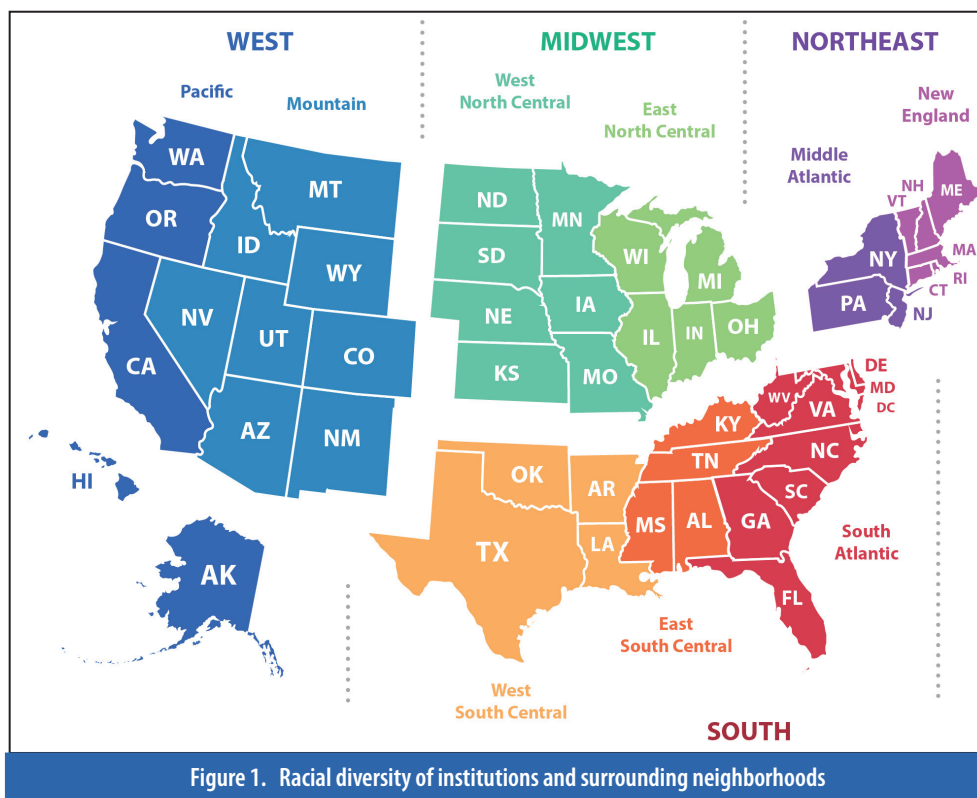 WEST
MIDWEST
NORTHEAST
Pacific
Mountain
West
North Central
East
North Central
New
England
Middle
Atlantic
WA
OR
CA
HI
AK
MT
ID
WY
NV
UT
CO
AZ
NM
ND
SD
NE
KS
MN
IA
MO
WI
MI
IL
IN
OH
NY
PA
NJ
VT
NH
ME
MA
RI
CT
DE
MD
DC
WV
VA
NC
SC
GA
FL
KY
TN
MS
AL
OK
AR
TX
LA
South
Atlantic
East
South Central
West
South Central
SOUTH
Figure 1. Racial diversity of institutions and surrounding neighborhoods